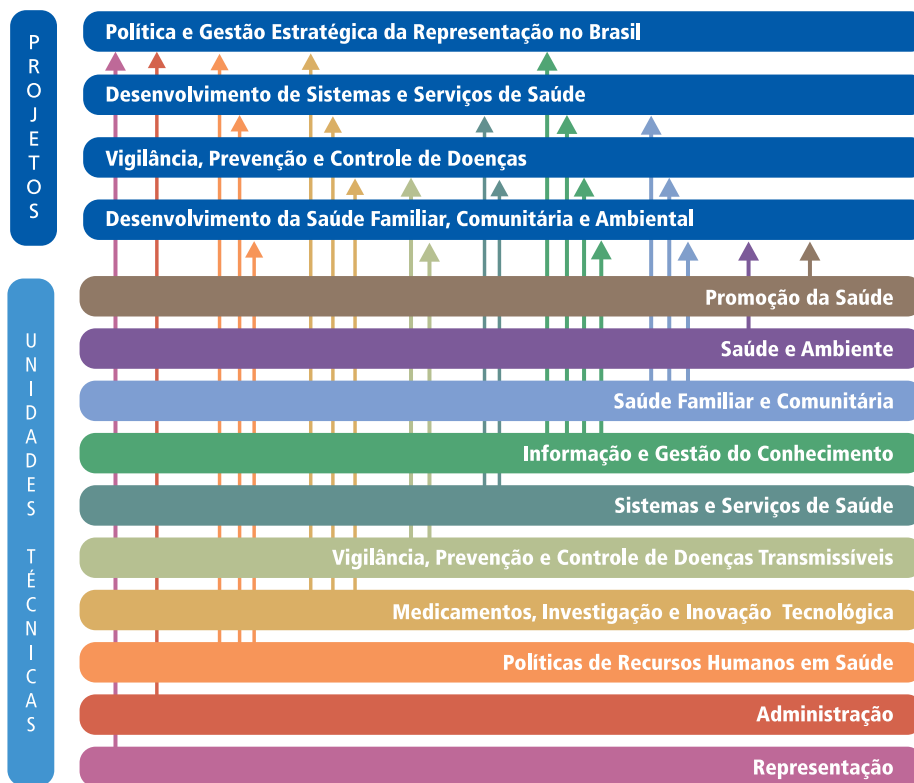 PROJETOS
Política e Gestão Estratégica da Representação no Brasil
Desenvolvimento de Sistemas e Serviços de Saúde
Vigilância, Prevenção e Controle de Doenças
Desenvolvimento da Saúde Familiar, Comunitária e Ambiental
UNIDADES TÉCNICAS
Promoção da Saúde
Saúde e Ambiente
Saúde Familiar e Comunitária
Informação e Gestão do Conhecimento
Sistemas e Serviços de Saúde
Vigilância, Prevenção e Controle de Doenças Transmissíveis
Medicamentos, Investigação e Inovação Tecnológica
Políticas de Recursos Humanos em Saúde
Administração
Representação